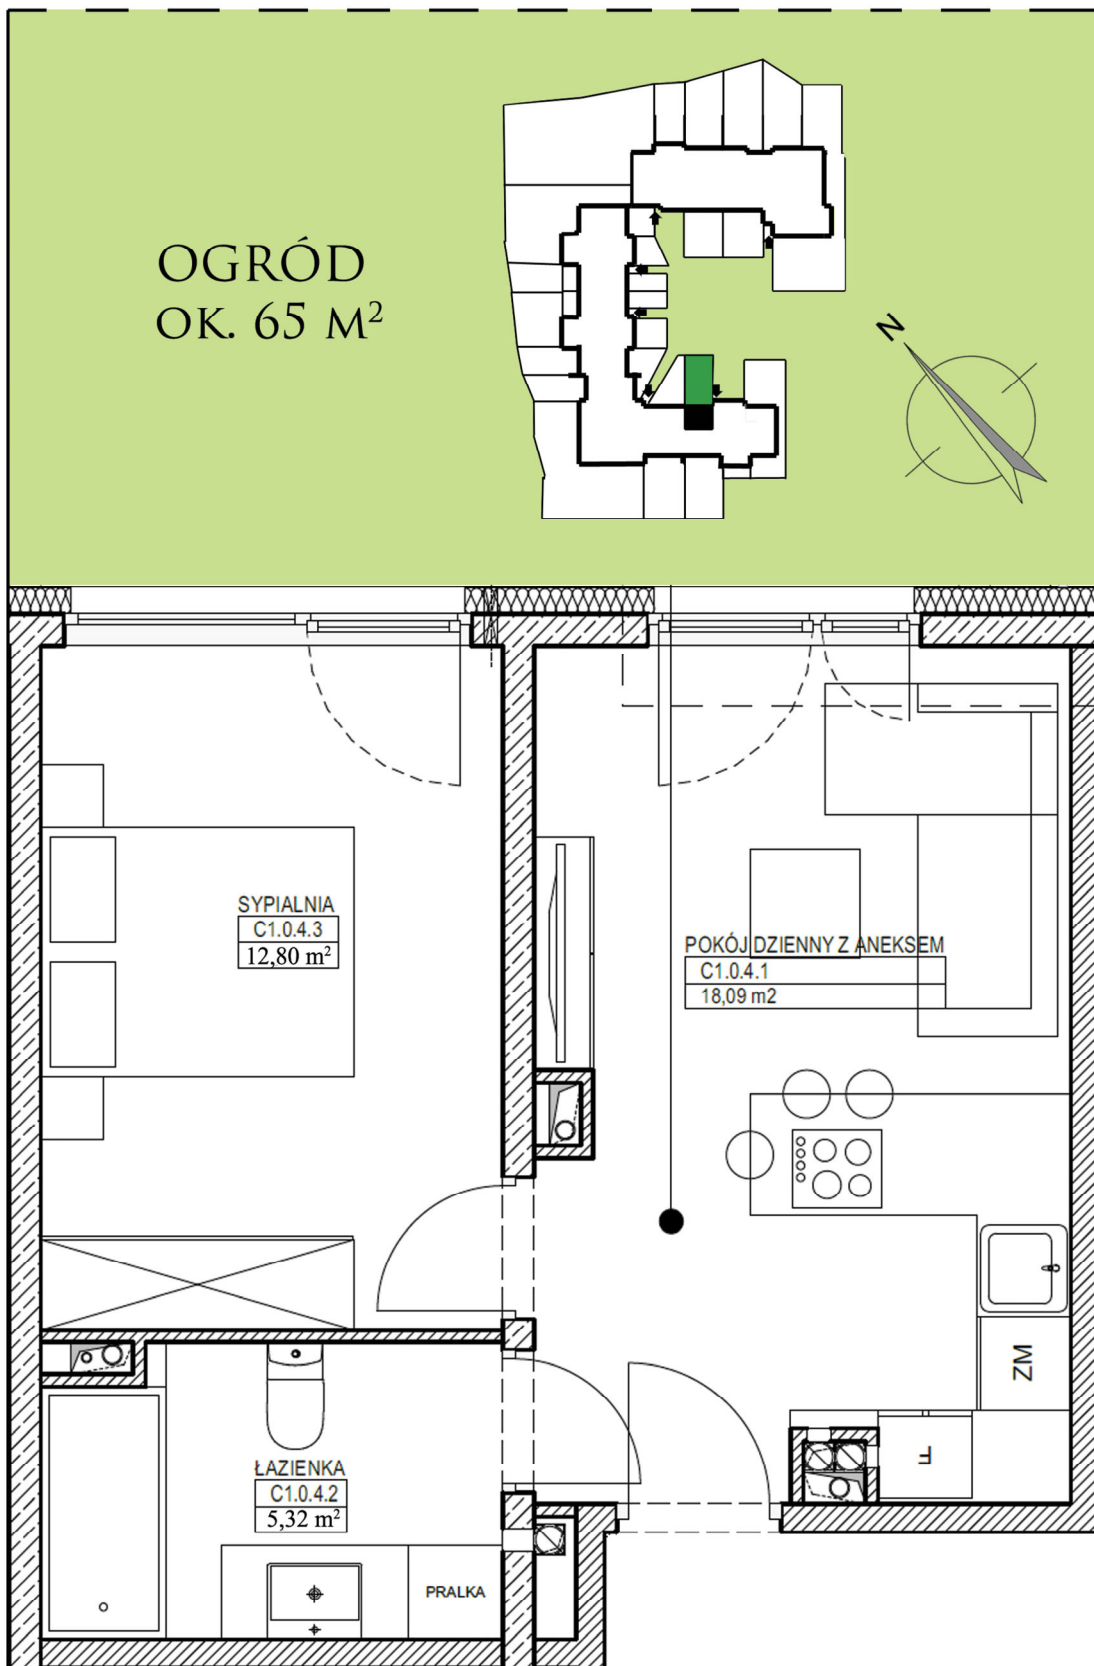 OGRÓD
OK. 65 M²
N
SYPIALNIA
C1.0.4.3
12,80 m²
POKÓJ DZIENNY Z ANEKSEM
C1.0.4.1
18,09 m2
ZM
F
ŁAZIENKA
C1.0.4.2
5,32 m²
PRALKA